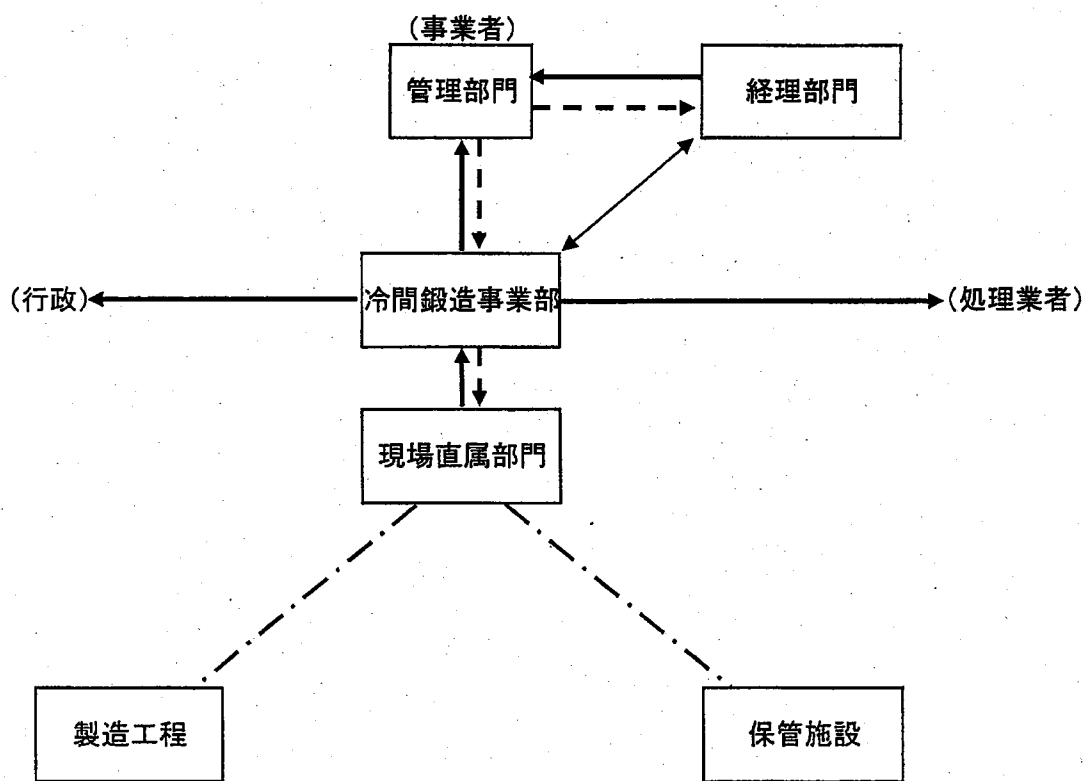 (事業者)
管理部門
経理部門
(行政)
冷間鍛造事業部
(処理業者)
現場直属部門
製造工程
保管施設